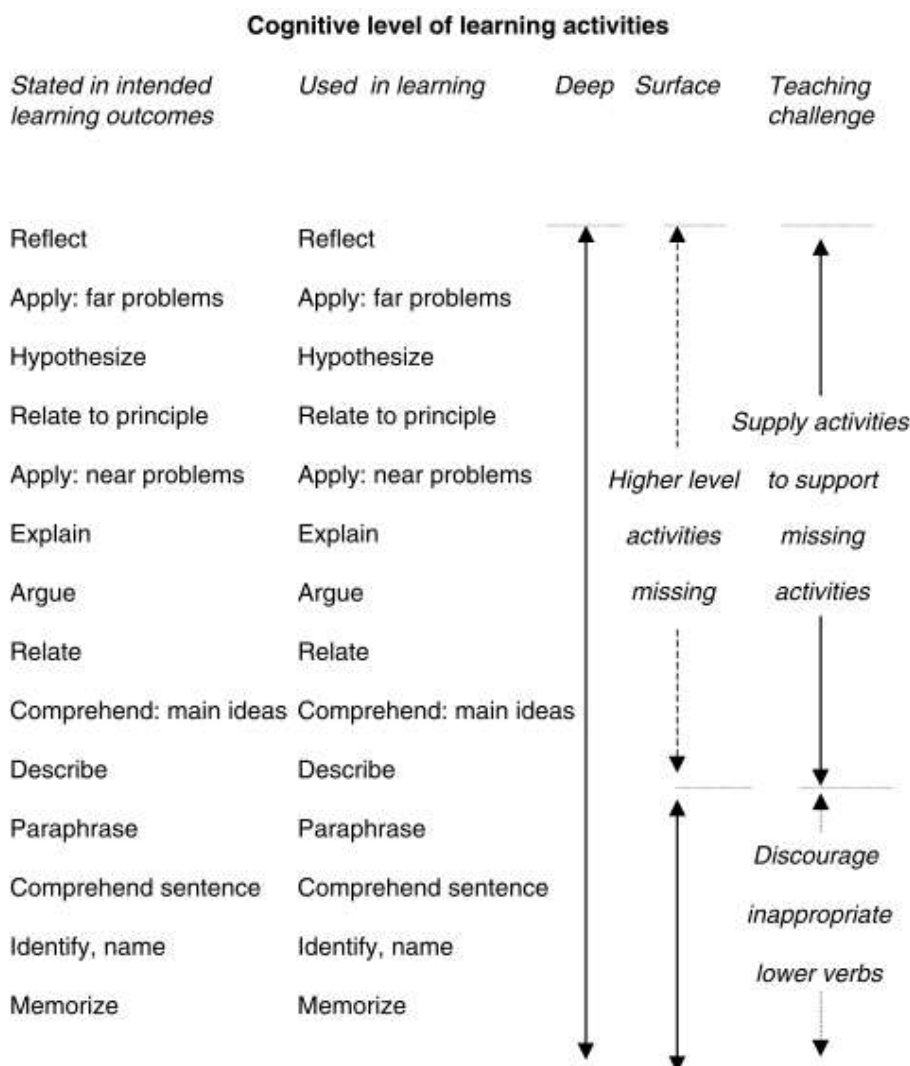 Cognitive level of learning activities
Stated in intended learning outcomes Used in learning Deep Surface Teaching challenge
Reflect Reflect
Apply: far problems Apply: far problems
Hypothesize Hypothesize
Relate to principle Relate to principle Supply activities
Apply: near problems Apply: near problems Higher level to support
Explain Explain activities missing
Argue Argue missing activities
Relate Relate
Comprehend: main ideas Comprehend: main ideas
Describe Describe
Paraphrase Paraphrase Discourage
Comprehend sentence Comprehend sentence inappropriate
Identify, name Identify, name lower verbs
Memorize Memorize